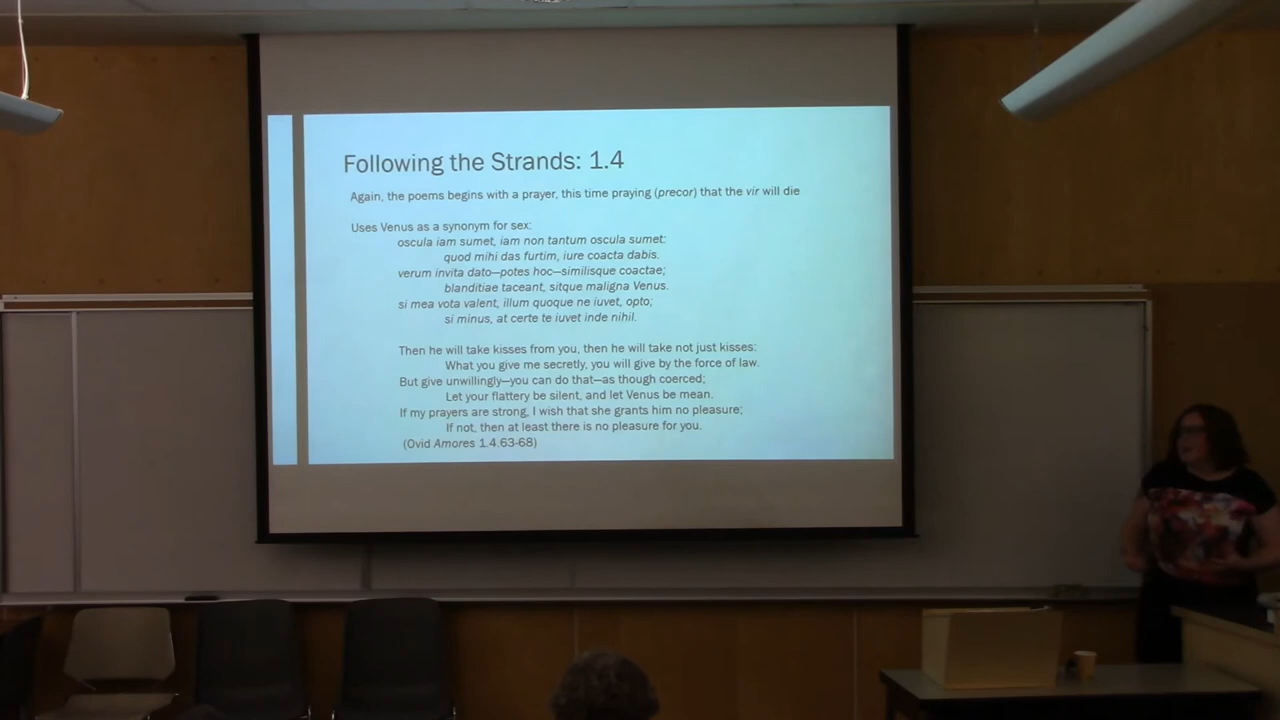 Following the Strands: 1.4
Again, the poems begins with a prayer, this time praying (precor) that the vir will die
Uses Venus as a synonym for sex:
oscula iam sumet, iam non tantum oscula sumet:
quod mihi das furtim, iure coacta dabis.
verum invita dato—potes hoc—similisque coactae;
blanditiae taceant, sitque maligna Venus.
si mea vota valent, illum quoque ne iuvet, opto;
si minus, at certe te iuvet inde nihil.
Then he will take kisses from you, then he will take not just kisses:
What you give me secretly, you will give by the force of law.
But give unwillingly—you can do that—as though coerced;
Let your flattery be silent, and let Venus be mean.
If my prayers are strong, I wish that she grants him no pleasure;
If not, then at least there is no pleasure for you.
(Ovid Amores 1.4.63-68)